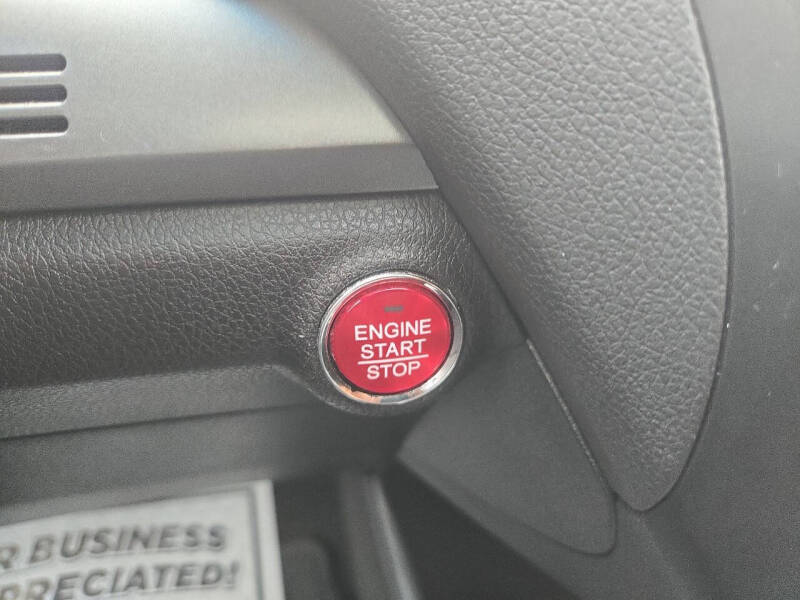 ENGINE
START
STOP
R BUSINESS
PRECIATED!